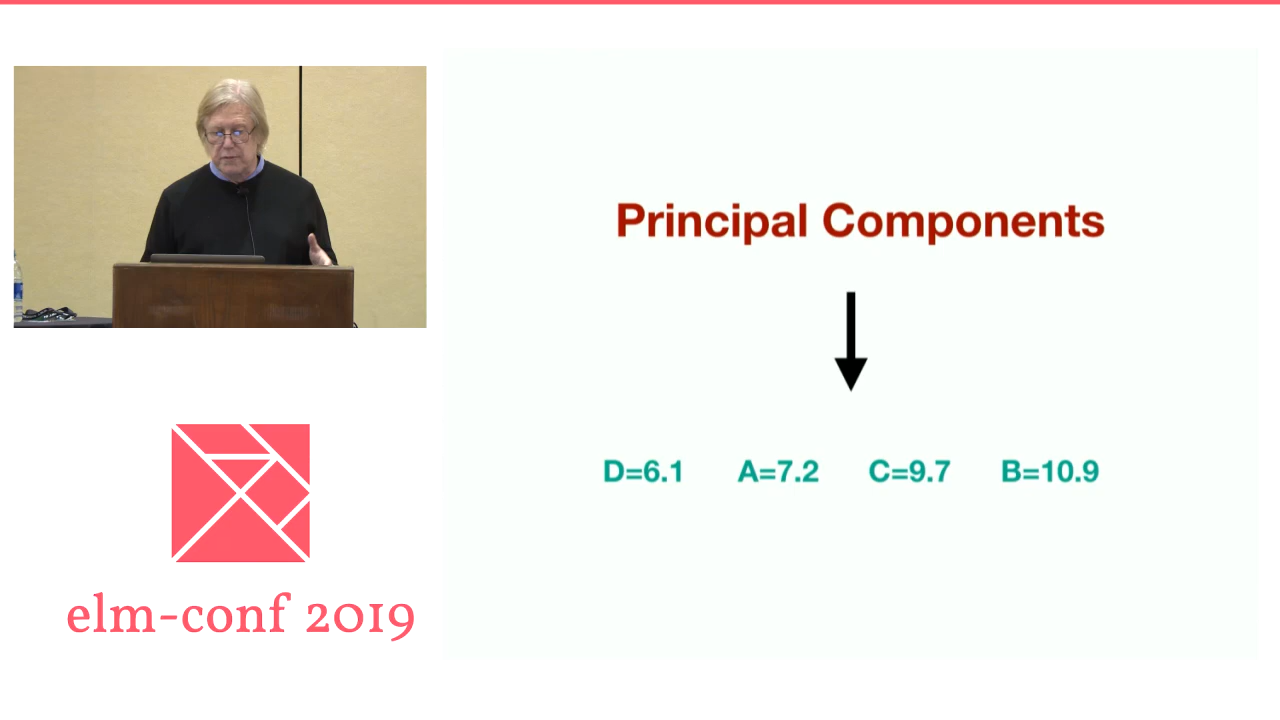 Principal Components
D=6.1 A=7.2 C=9.7 B=10.9
elm-conf 2019